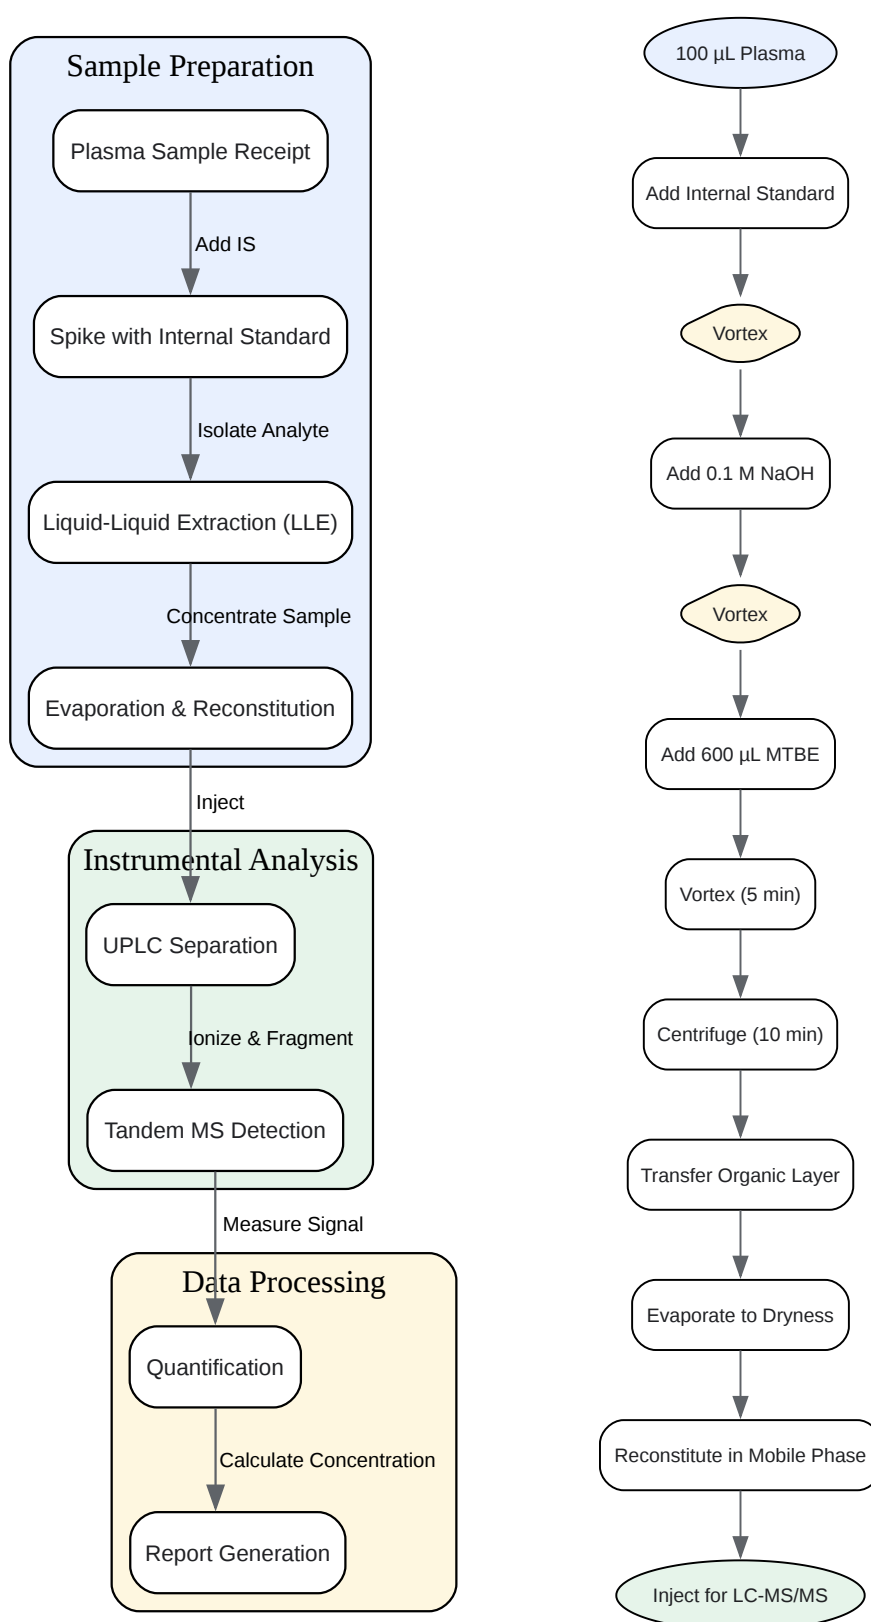 Sample Preparation
Plasma Sample Receipt
Add IS
Spike with Internal Standard
Isolate Analyte
Liquid-Liquid Extraction (LLE)
Concentrate Sample
Evaporation & Reconstitution
Inject
Instrumental Analysis
UPLC Separation
Ionize & Fragment
Tandem MS Detection
Measure Signal
Data Processing
Quantification
Calculate Concentration
Report Generation
100 µL Plasma
Add Internal Standard
Vortex
Add 0.1 M NaOH
Vortex
Add 600 µL MTBE
Vortex (5 min)
Centrifuge (10 min)
Transfer Organic Layer
Evaporate to Dryness
Reconstitute in Mobile Phase
Inject for LC-MS/MS